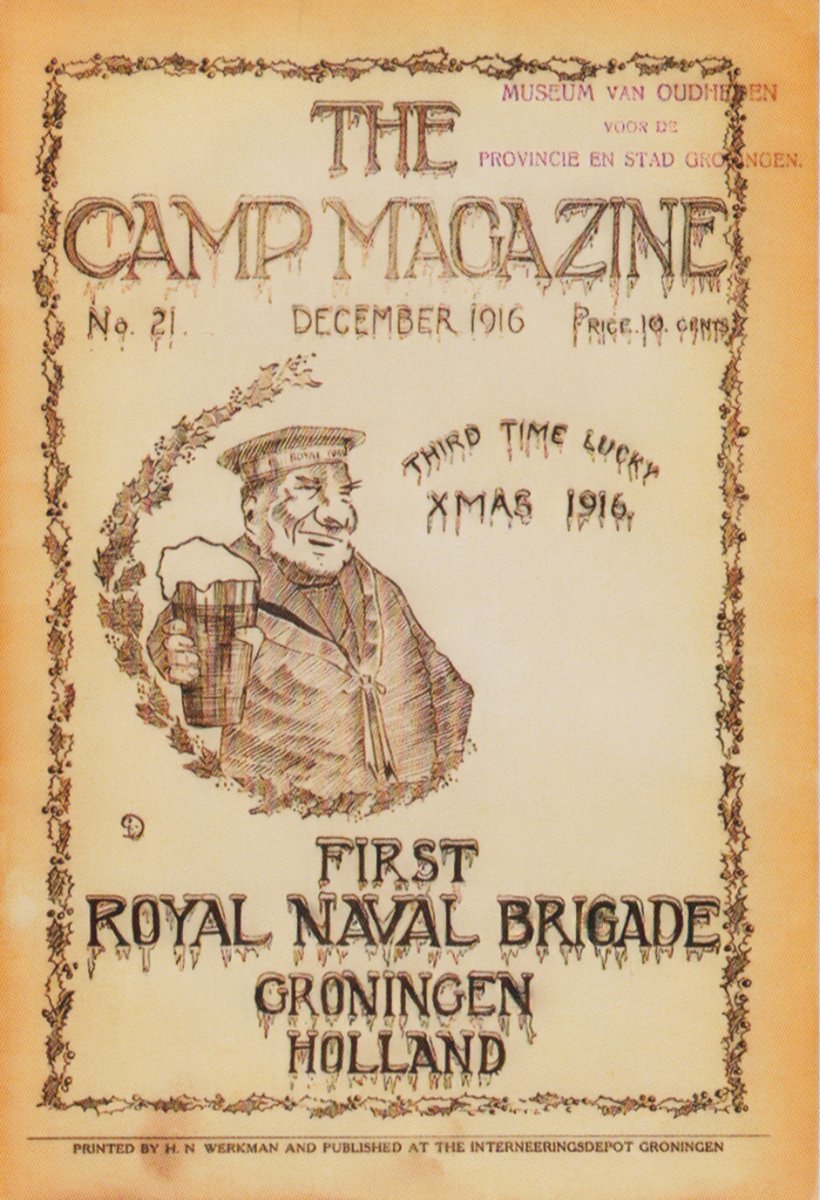 MUSEUM VAN OUDHEDEN
VOOR DE
PROVINCIE EN STAD GRONINGEN.
THE
CAMP MAGAZINE
No. 21. DECEMBER 1916 PRICE. 10. CENTS.
THIRD TIME LUCKY
XMAS 1916.
ROYAL
FIRST
ROYAL NAVAL BRIGADE
GRONINGEN
HOLLAND
PRINTED BY H. N WERKMAN AND PUBLISHED AT THE INTERNEERINGSDEPOT GRONINGEN